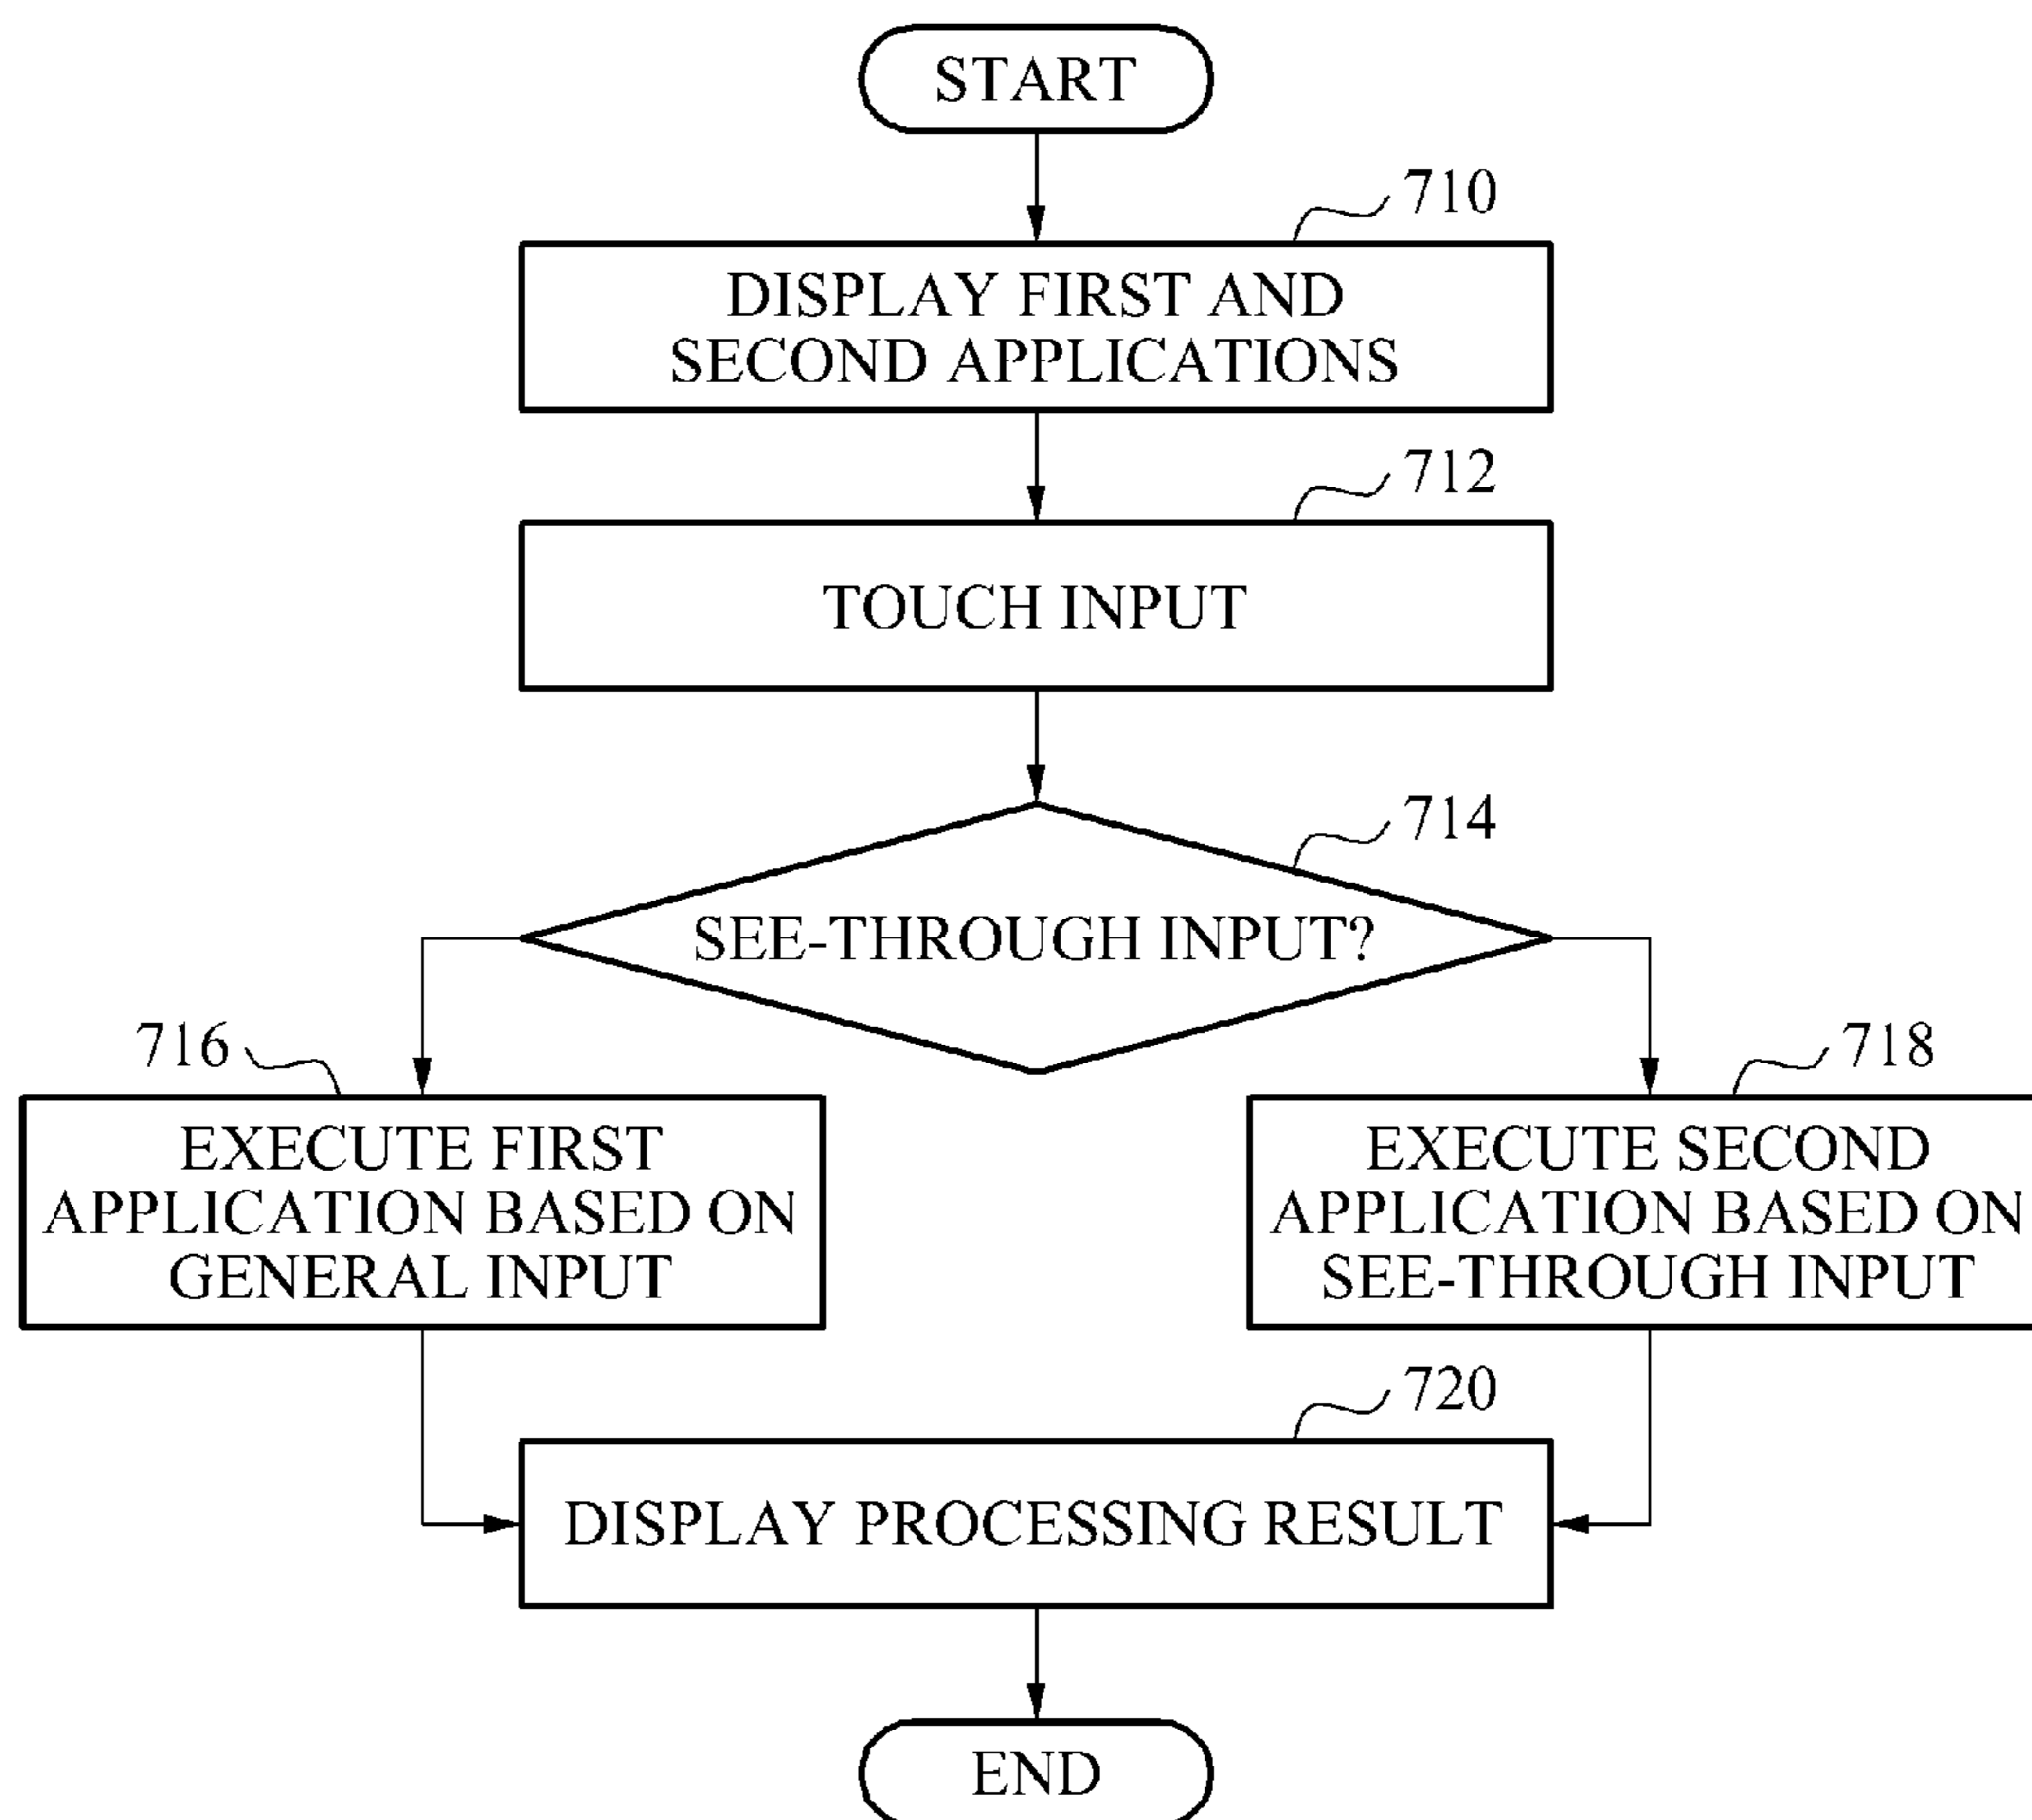 START
710
DISPLAY FIRST AND
SECOND APPLICATIONS
712
TOUCH INPUT
714
SEE-THROUGH INPUT?
716
EXECUTE FIRST
APPLICATION BASED ON
GENERAL INPUT
718
EXECUTE SECOND
APPLICATION BASED ON
SEE-THROUGH INPUT
720
DISPLAY PROCESSING RESULT
END